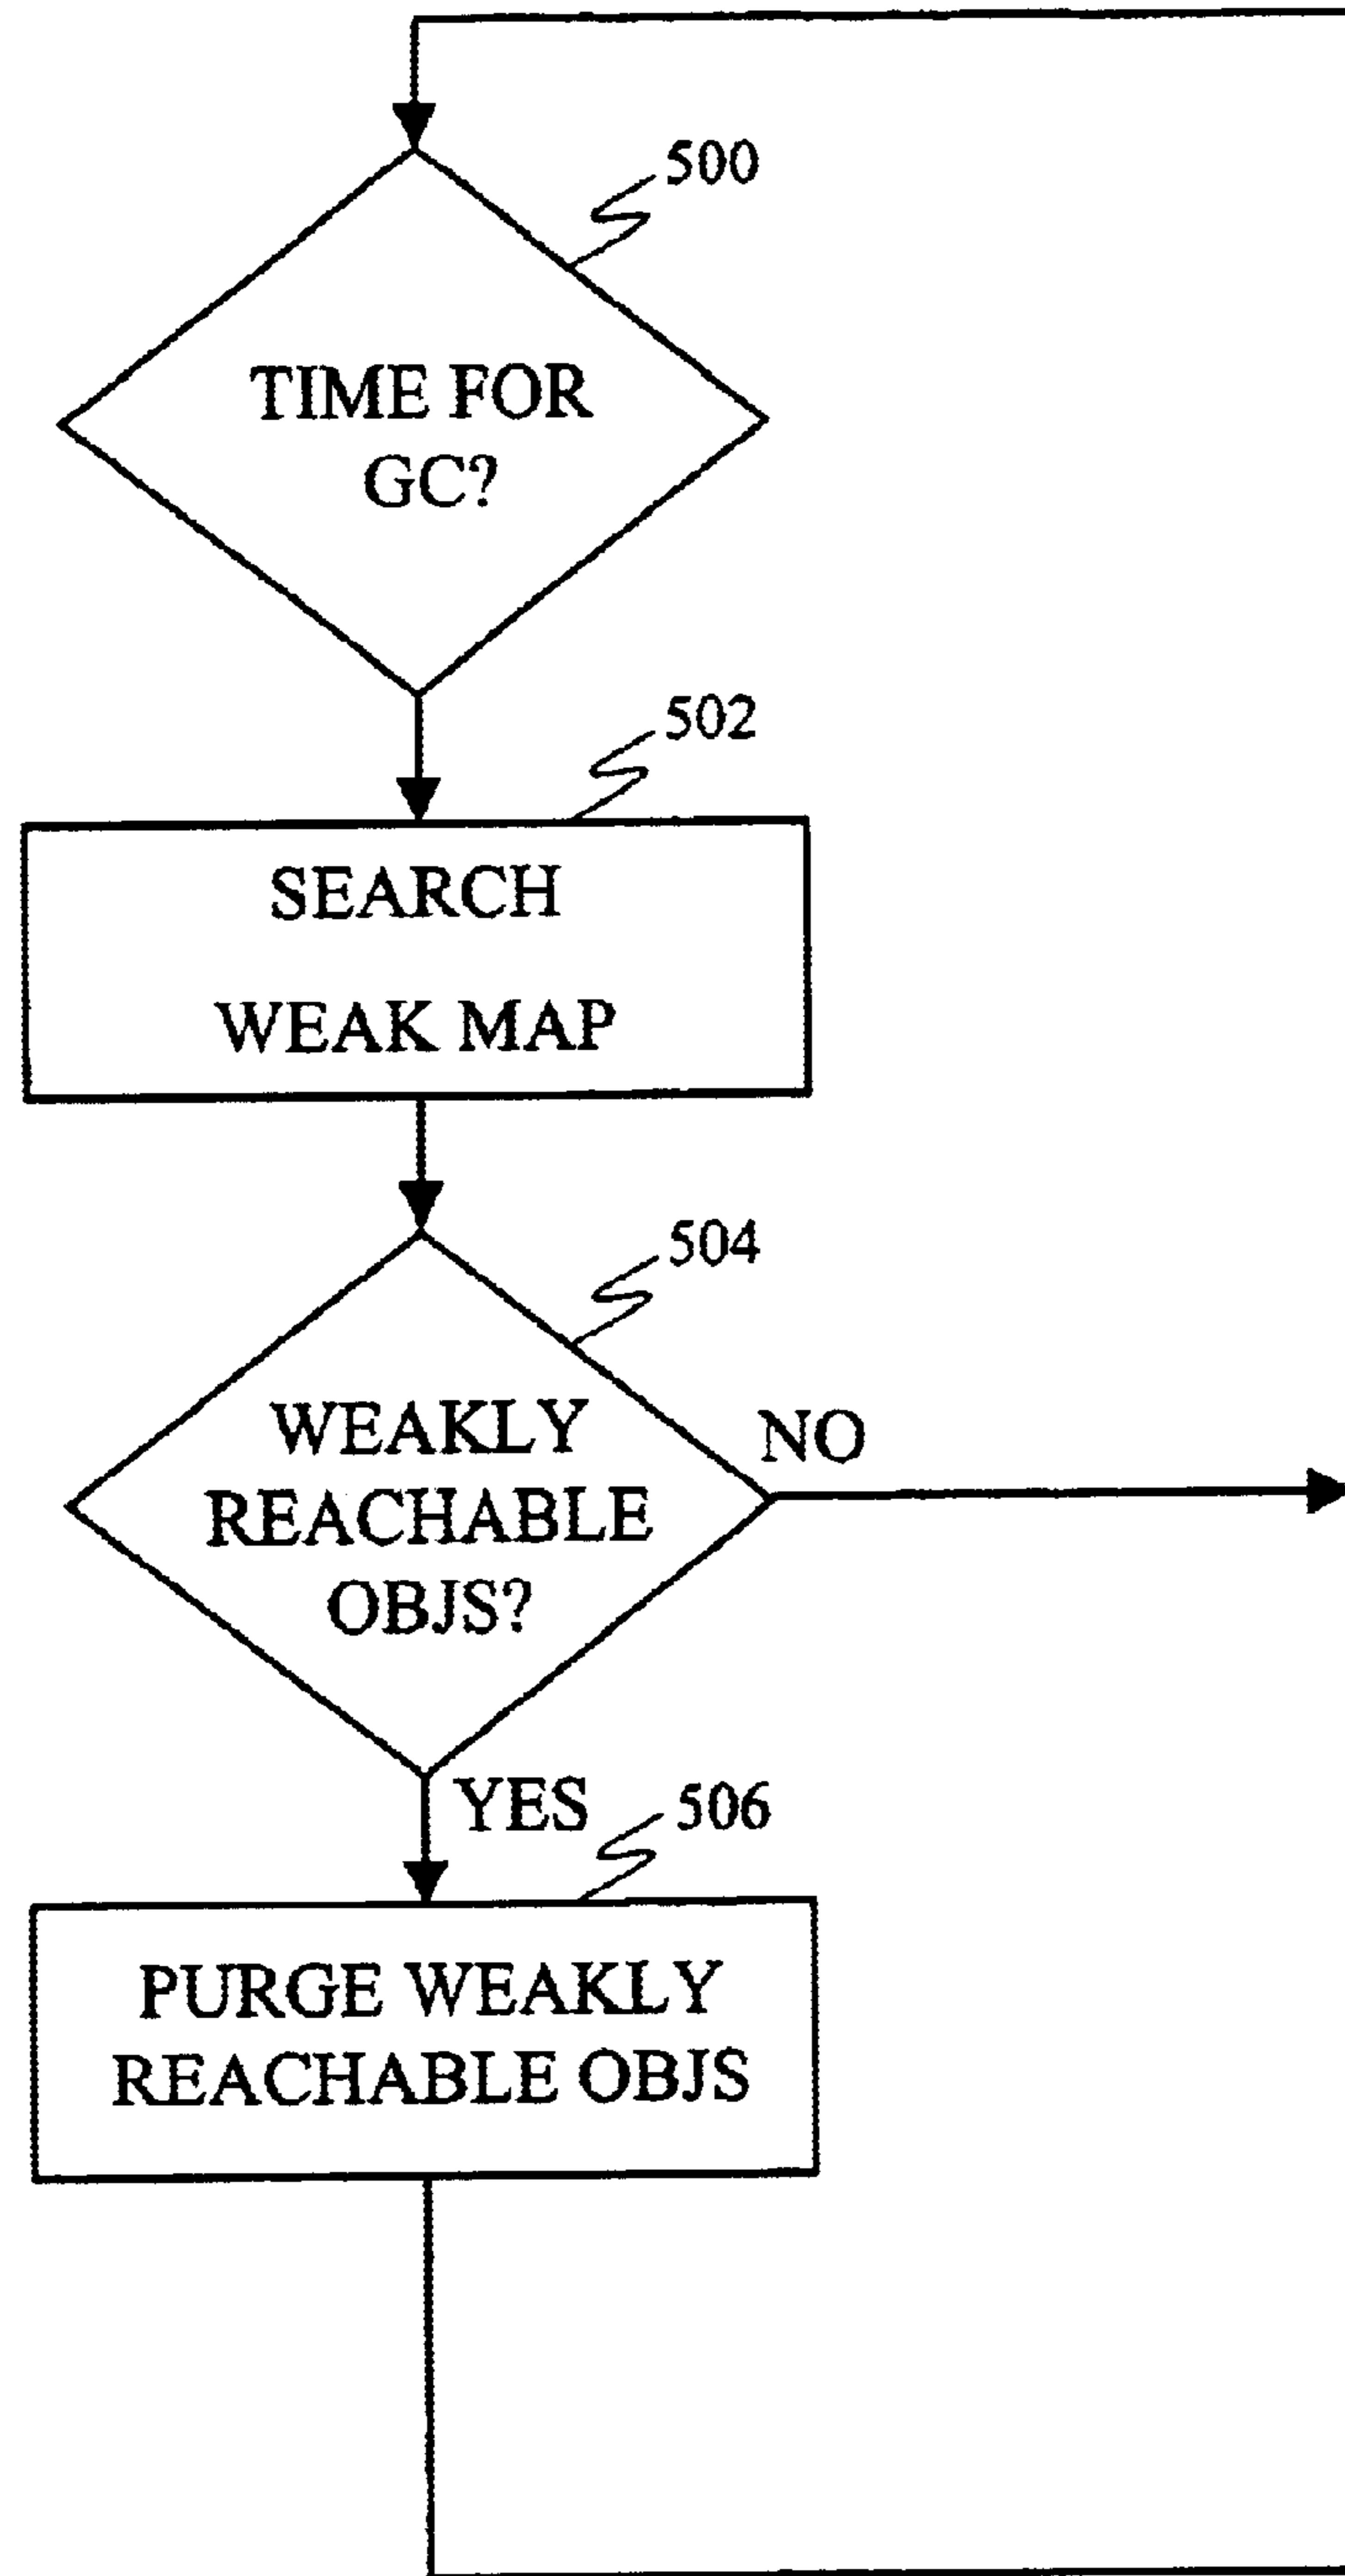 500
TIME FOR
GC?
502
SEARCH
WEAK MAP
504
WEAKLY
REACHABLE
OBJS?
NO
YES
506
PURGE WEAKLY
REACHABLE OBJS